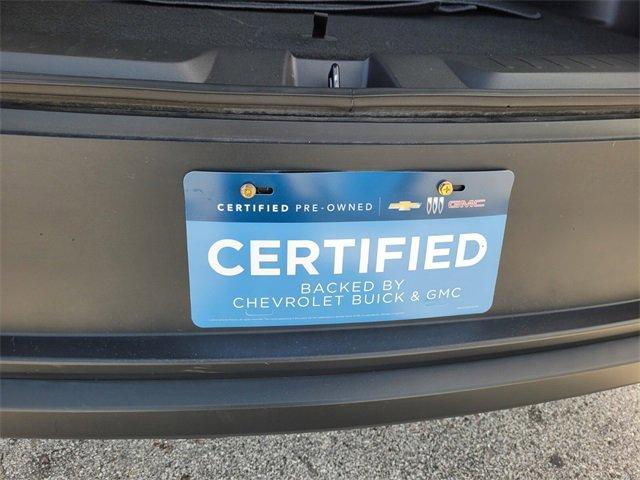 CERTIFIED PRE-OWNED GMC
CERTIFIED
BACKED BY
CHEVROLET BUICK & GMC